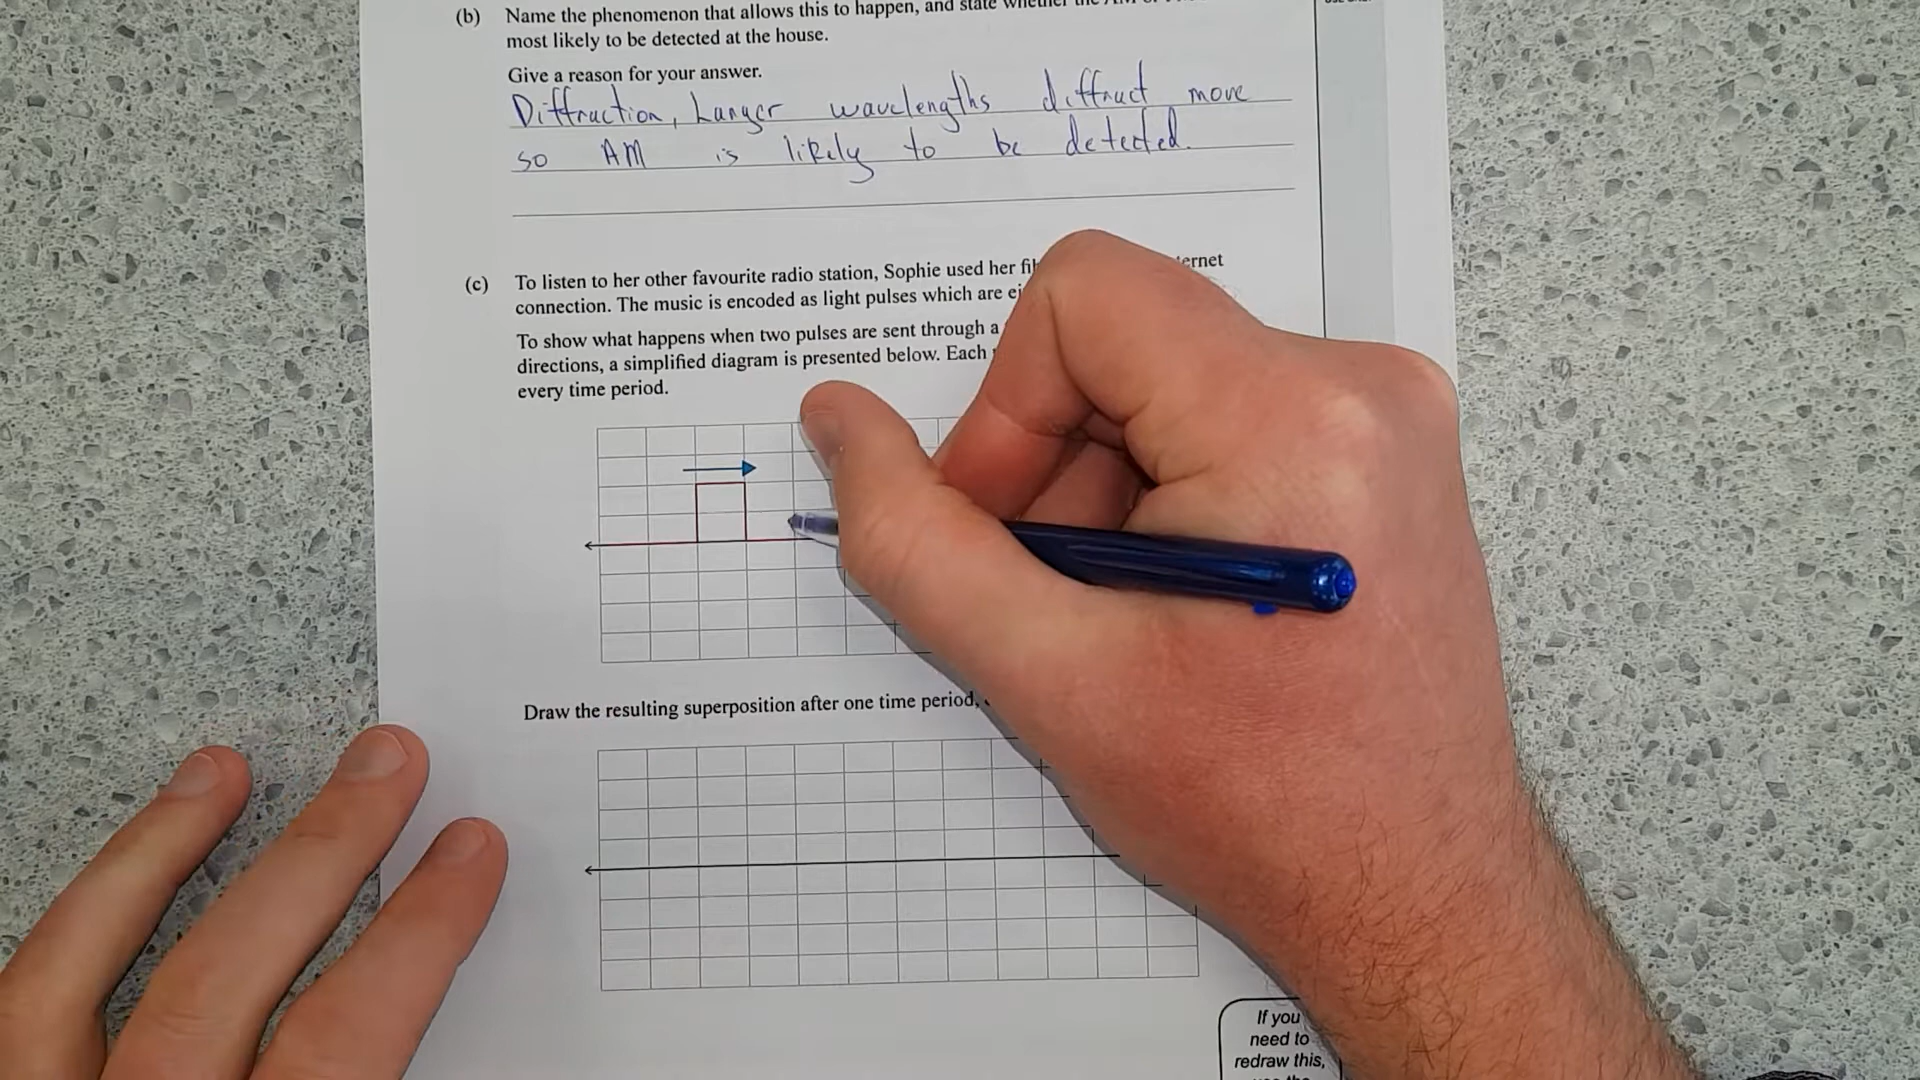 (b) Name the phenomenon that allows this to happen, and state whether the AM or
most likely to be detected at the house.
Give a reason for your answer.
Diffraction, Larger wavelengths diffract more
so AM is likely to be detected.
(c) To listen to her other favourite radio station, Sophie used her
connection. The music is encoded as light pulses which are
To show what happens when two pulses are sent through a
directions, a simplified diagram is presented below. Each
every time period.
Draw the resulting superposition after one time period,
If you
need to
redraw this,